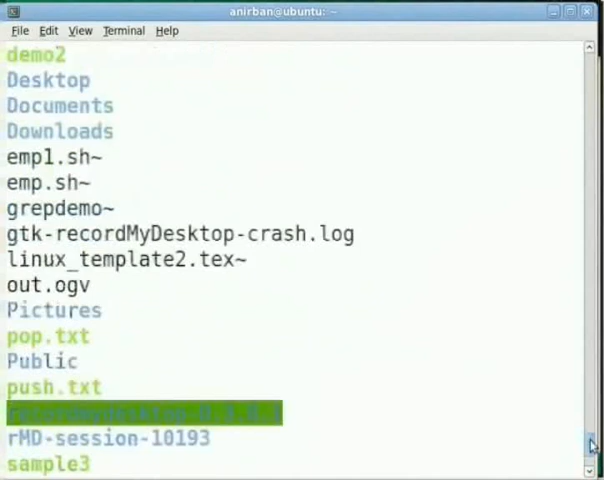 anirban@ubuntu: ~
File Edit View Terminal Help
demo2
Desktop
Documents
Downloads
emp1.sh~
emp.sh~
grepdemo~
gtk-recordMyDesktop-crash.log
linux_template2.tex~
out.ogv
Pictures
pop.txt
Public
push.txt
rMD-session-10193
sample3